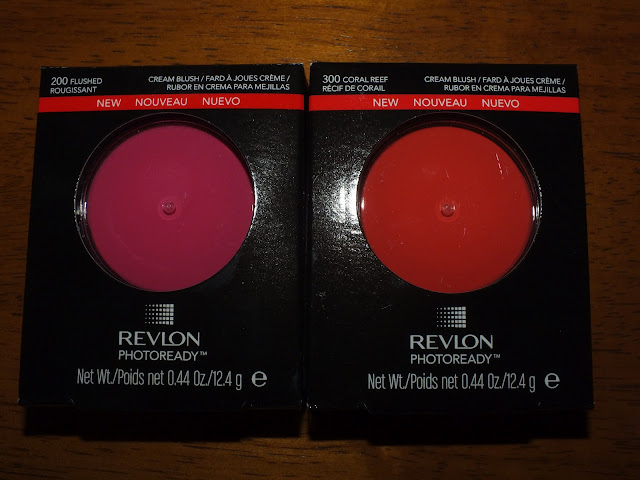 200 FLUSHED
ROUGISSANT
CREAM BLUSH / FARD À JOUES CRÈME /
RUBOR EN CREMA PARA MEJILLAS
NEW NOUVEAU NUEVO
REVLON
PHOTOREADY™
Net Wt./Poids net 0.44 Oz./12.4 g ℮
300 CORAL REEF
RÉCIF DE CORAIL
CREAM BLUSH / FARD À JOUES CRÈME /
RUBOR EN CREMA PARA MEJILLAS
NEW NOUVEAU NUEVO
REVLON
PHOTOREADY™
Net Wt./Poids net 0.44 Oz./12.4 g ℮